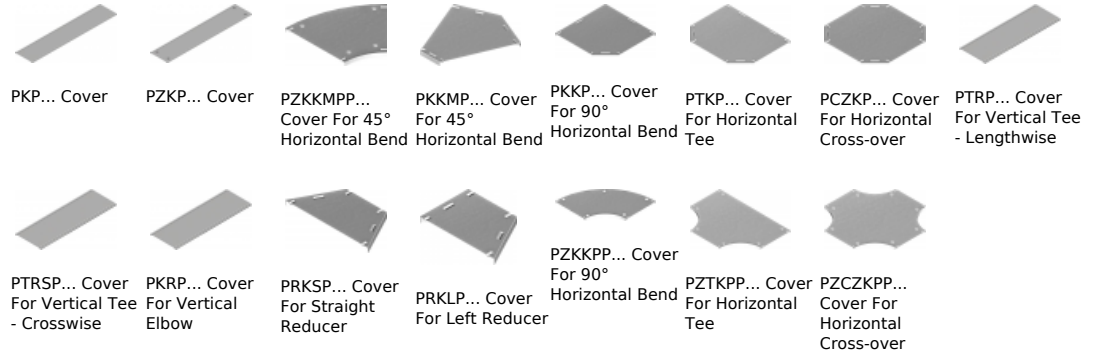 PKP... Cover
PZKP... Cover
PZKKMPP...
Cover For 45°
Horizontal Bend
PKKMP... Cover
For 45°
Horizontal Bend
PKKP... Cover
For 90°
Horizontal Bend
PTKP... Cover
For Horizontal
Tee
PCZKP... Cover
For Horizontal
Cross-over
PTRP... Cover
For Vertical Tee
- Lengthwise
PTRSP... Cover
For Vertical Tee
- Crosswise
PKRP... Cover
For Vertical
Elbow
PRKSP... Cover
For Straight
Reducer
PRKLP... Cover
For Left Reducer
PZKKPP... Cover
For 90°
Horizontal Bend
PZTKPP... Cover
For Horizontal
Tee
PZCZKPP...
Cover For
Horizontal
Cross-over